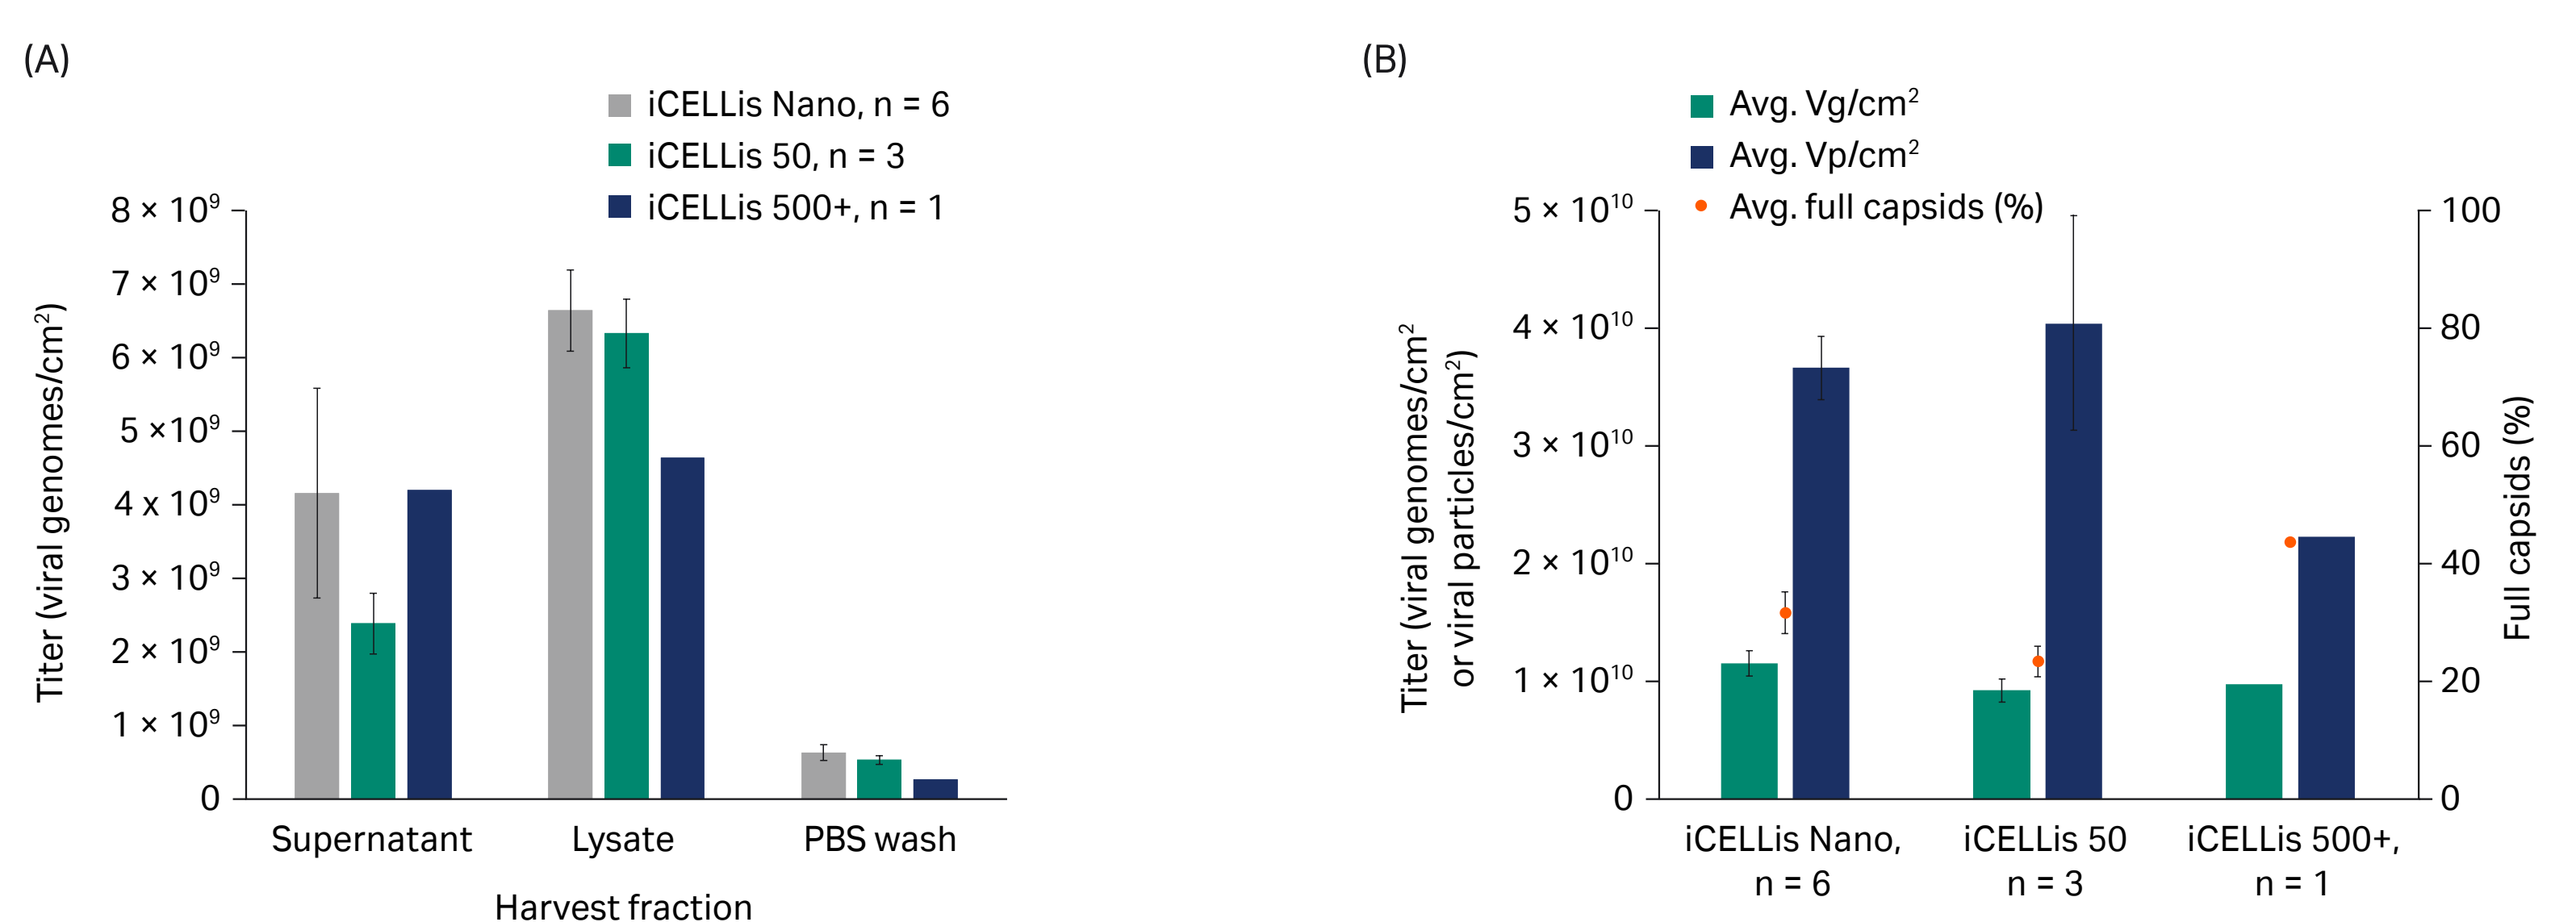 (A)
iCELLis Nano, n = 6
iCELLis 50, n = 3
iCELLis 500+, n = 1
Titer (viral genomes/cm²)
8 × 10⁹
7 × 10⁹
6 × 10⁹
5 ×10⁹
4 x 10⁹
3 × 10⁹
2 × 10⁹
1 × 10⁹
0
Supernatant
Lysate
PBS wash
Harvest fraction
(B)
Avg. Vg/cm²
Avg. Vp/cm²
Avg. full capsids (%)
Titer (viral genomes/cm²
or viral particles/cm²)
5 × 10¹⁰
4 × 10¹⁰
3 × 10¹⁰
2 × 10¹⁰
1 × 10¹⁰
0
100
80
60
40
20
0
Full capsids (%)
iCELLis Nano,
n = 6
iCELLis 50
n = 3
iCELLis 500+,
n = 1